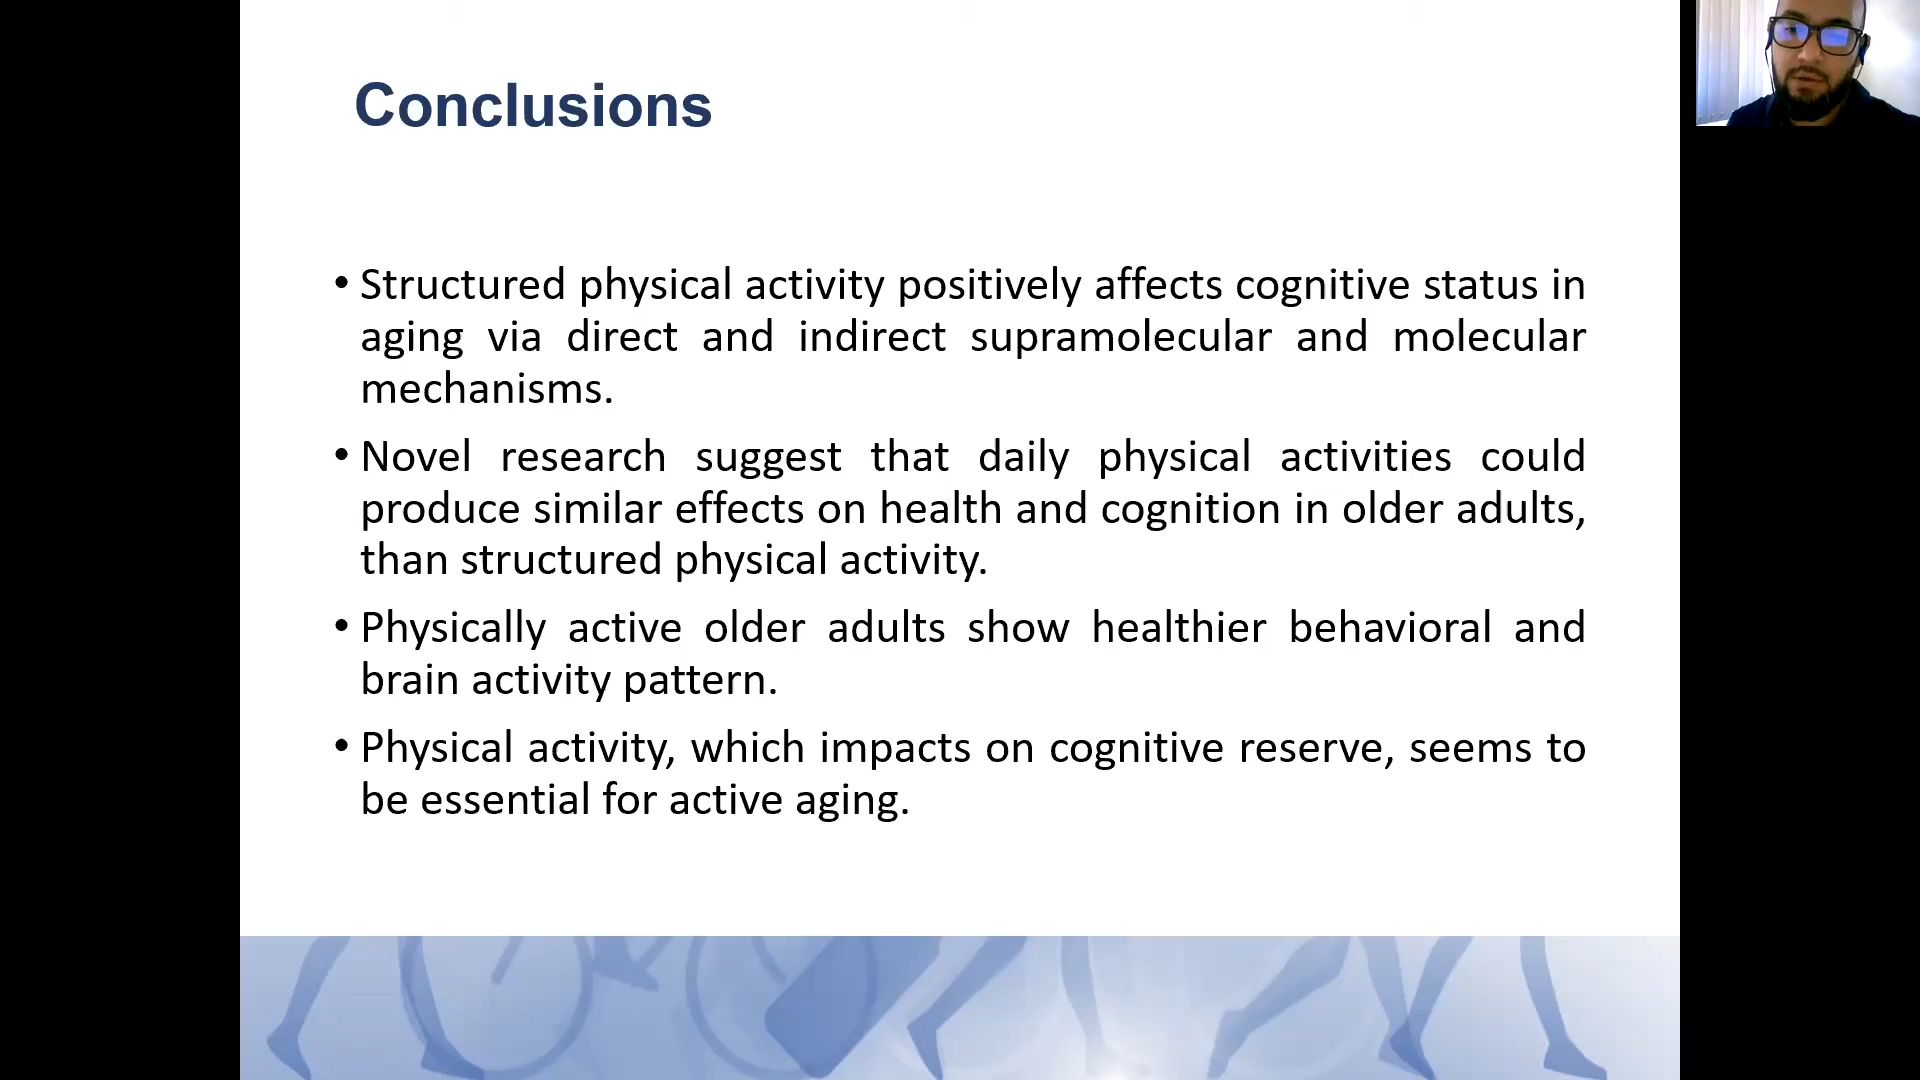 Conclusions
• Structured physical activity positively affects cognitive status in
aging via direct and indirect supramolecular and molecular
mechanisms.
• Novel research suggest that daily physical activities could
produce similar effects on health and cognition in older adults,
than structured physical activity.
• Physically active older adults show healthier behavioral and
brain activity pattern.
• Physical activity, which impacts on cognitive reserve, seems to
be essential for active aging.